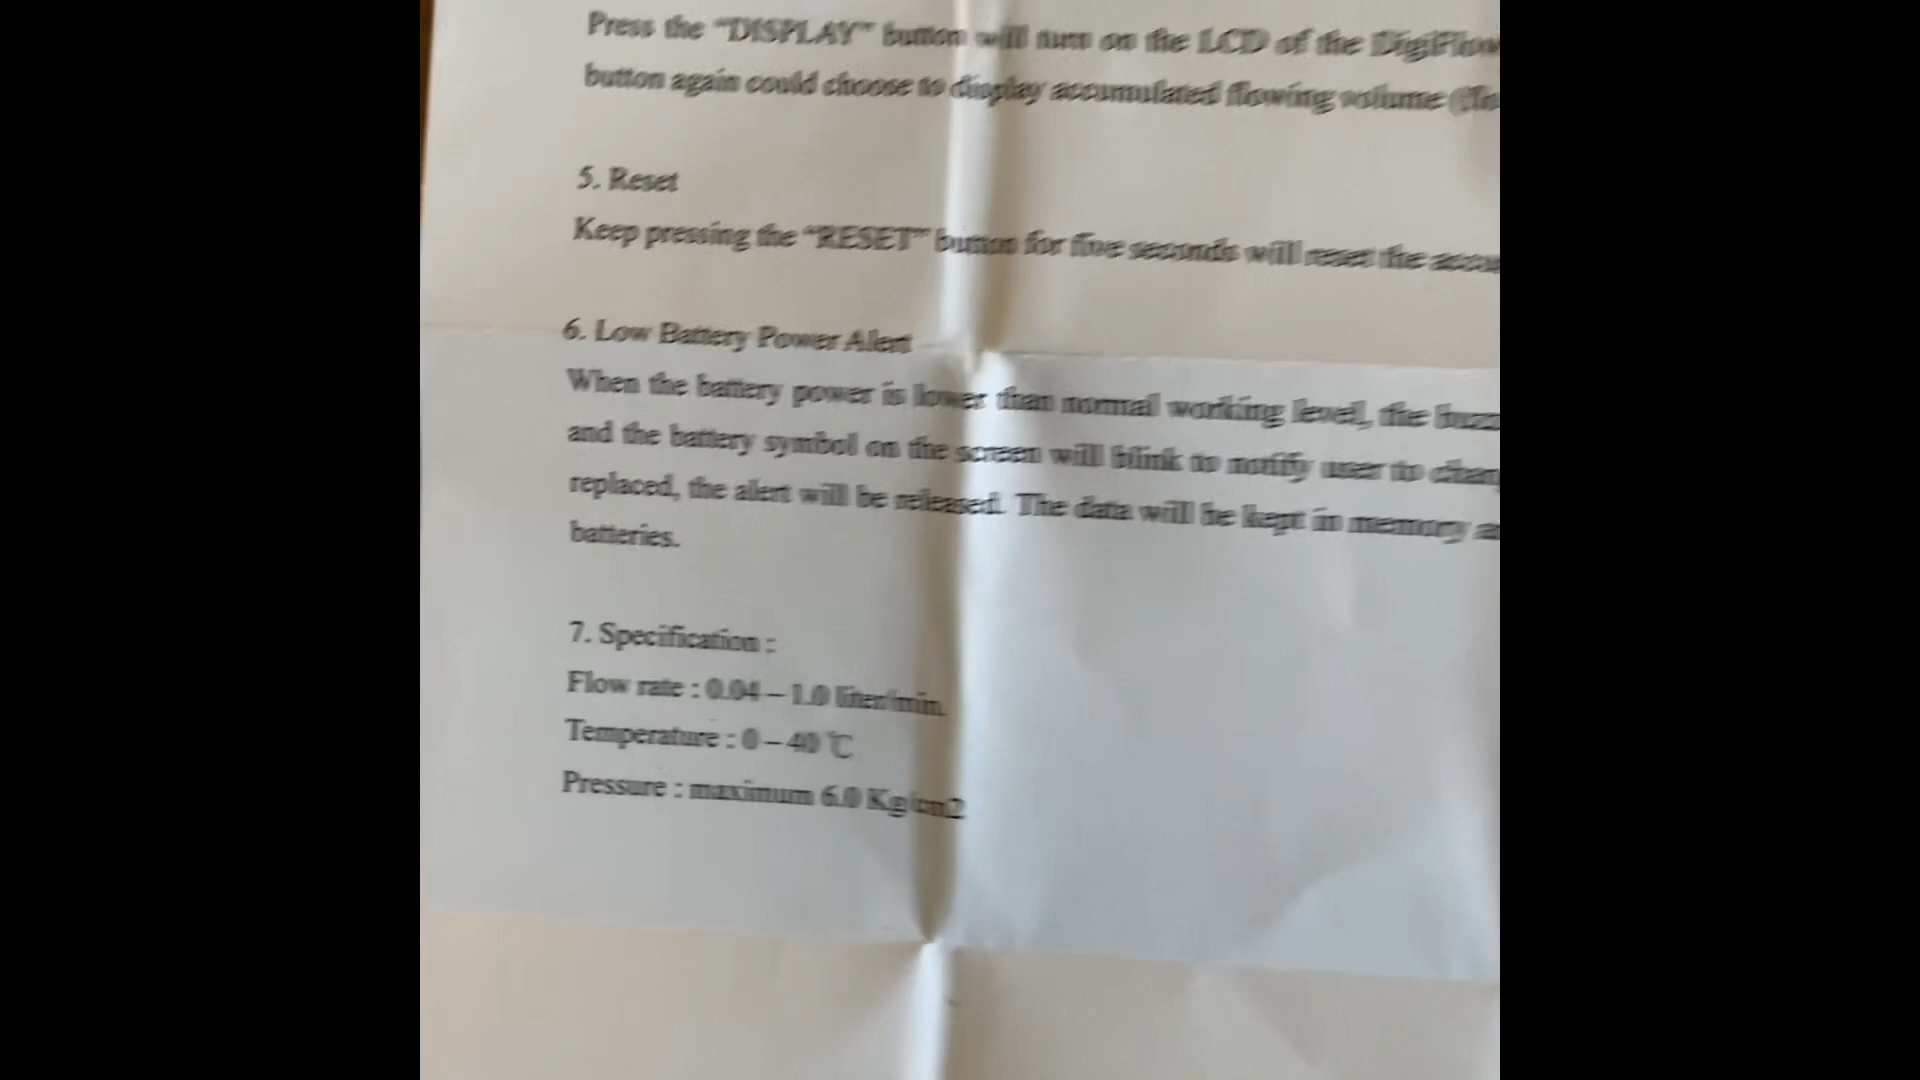 Press the “DISPLAY” button will turn on the LCD of the DigiFlow
button again could choose to display accumulated flowing volume
5. Reset
Keep pressing the “RESET” button for five seconds will reset the
6. Low Battery Power Alert
When the battery power is lower than normal working level, the
and the battery symbol on the screen will blink to notify user to
replaced, the alert will be released. The data will be kept in memory
batteries.
7. Specification :
Flow rate : 0.04 – 1.0 liter/min.
Temperature : 0 – 40 ℃
Pressure : maximum 6.0 Kg/cm2